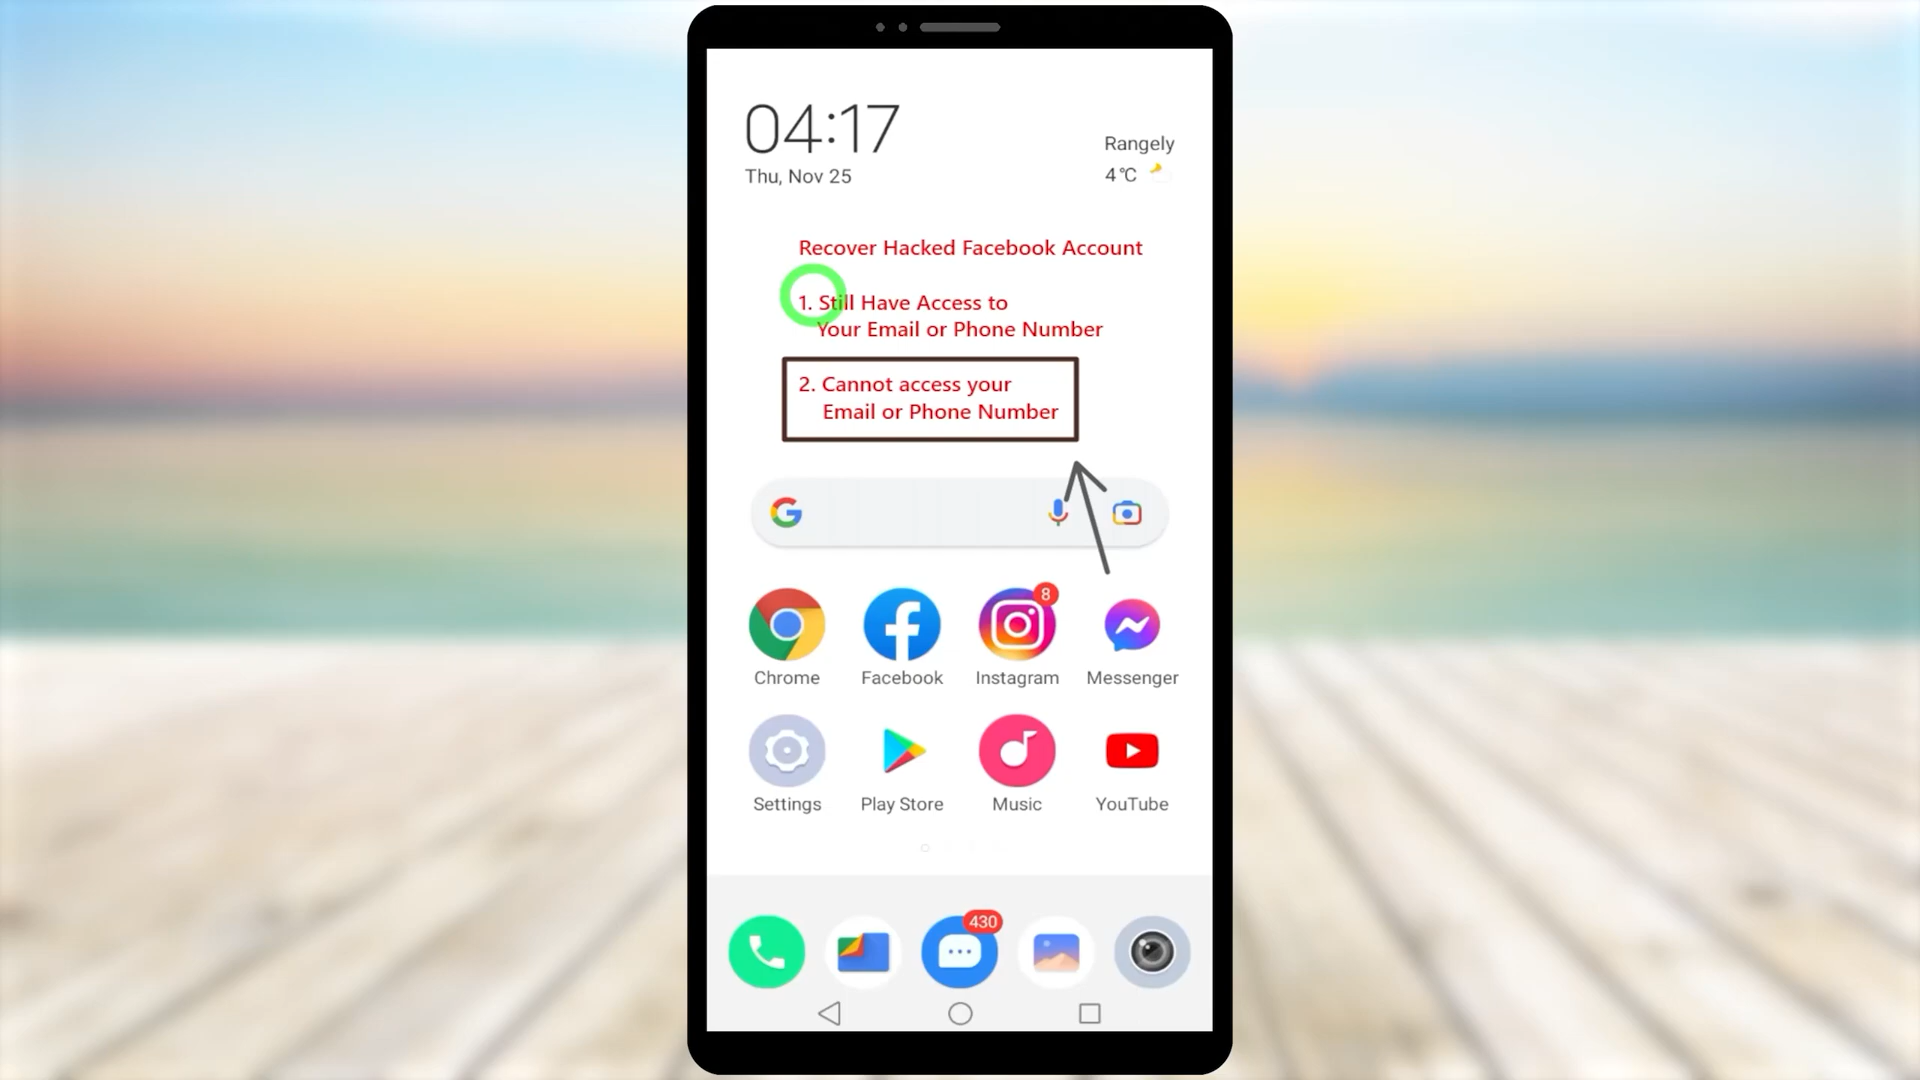 04:17
Thu, Nov 25
Rangely
4°C
Recover Hacked Facebook Account
1. Still Have Access to
Your Email or Phone Number
2. Cannot access your
Email or Phone Number
8
Chrome
Facebook
Instagram
Messenger
Settings
Play Store
Music
YouTube
430